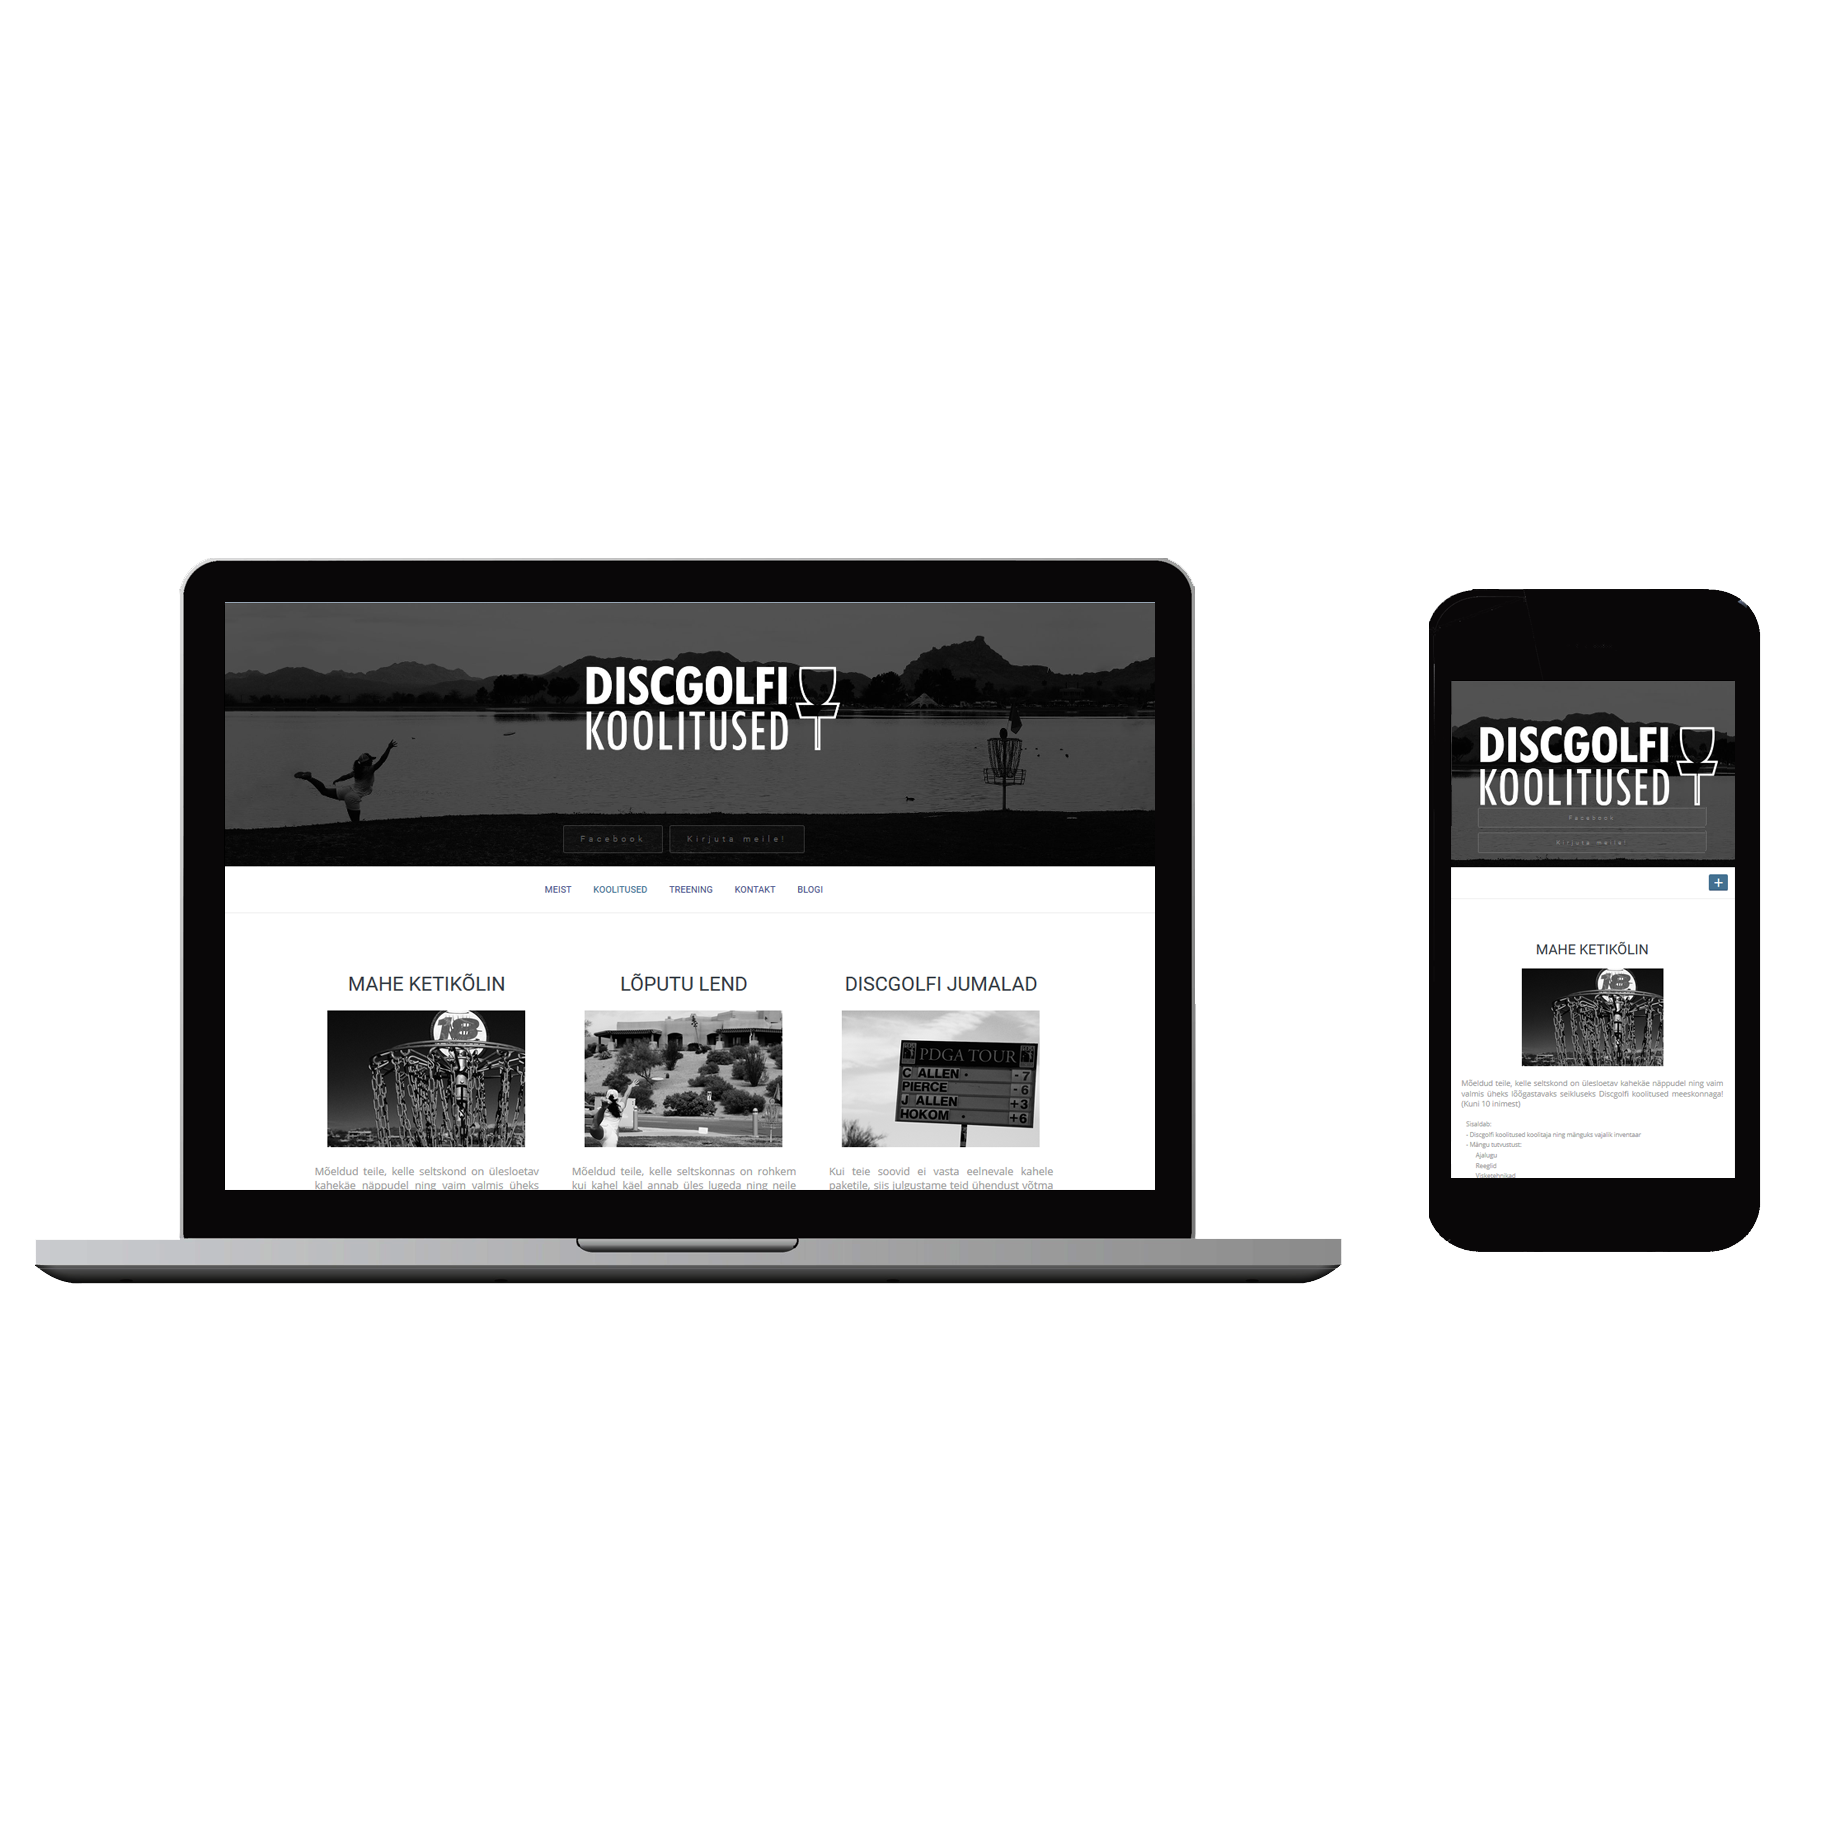 DISCGOLFI
KOOLITUSED
Facebook
Kirjuta meile!
MEIST KOOLITUSED TREENING KONTAKT BLOGI
MAHE KETIKÕLIN
18
Mõeldud teile, kelle seltskond on ülesloetav
kahekäe näppudel ning vaim valmis üheks
LÕPUTU LEND
Mõeldud teile, kelle seltskonnas on rohkem
kui kahel käel annab üles lugeda ning neile
DISCGOLFI JUMALAD
PDGA TOUR
C ALLEN -7
PIERCE -6
J ALLEN +3
HOKOM +6
Kui teie soovid ei vasta eelnevale kahele
paketile, siis julgustame teid ühendust võtma
DISCGOLFI
KOOLITUSED
Facebook
Kirjuta meile!
+
MAHE KETIKÕLIN
18
Mõeldud teile, kelle seltskond on ülesloetav kahekäe näppudel ning vaim
valmis üheks lõõgastavaks seikluseks Discgolfi koolitused meeskonnaga!
(Kuni 10 inimest)
Sisaldab:
- Discgolfi koolitused koolitaja ning mänguks vajalik inventaar
- Mängu tutvustust:
Ajalugu
Reeglid
Visketehnikad